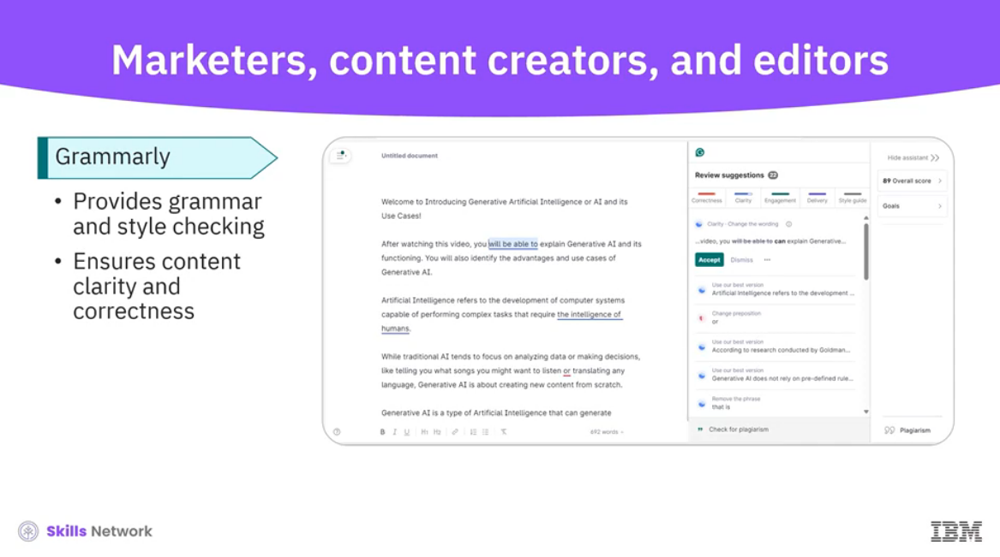 Marketers, content creators, and editors
Grammarly
• Provides grammar
and style checking
• Ensures content
clarity and
correctness
Untitled document
Welcome to Introducing Generative Artificial Intelligence or AI and its
Use Cases!
After watching this video, you will be able to explain Generative AI and its
functioning. You will also identify the advantages and use cases of
Generative AI.
Artificial Intelligence refers to the development of computer systems
capable of performing complex tasks that require the intelligence of
humans.
While traditional AI tends to focus on analyzing data or making decisions,
like telling you what songs you might want to listen or translating any
language, Generative AI is about creating new content from scratch.
Generative AI is a type of Artificial Intelligence that can generate
B I U H1 H2
692 words
Review suggestions 22
Correctness Clarity Engagement Delivery Style guide
Clarity · Change the wording
...video, you will be able to can explain Generative...
Accept Dismiss ...
Use our best version
Artificial Intelligence refers to the development ...
Change preposition
or
Use our best version
According to research conducted by Goldman...
Use our best version
Generative AI does not rely on pre-defined rule...
Remove the phrase
that is
Check for plagiarism
Hide assistant
89 Overall score
Goals
Plagiarism
Skills Network
IBM